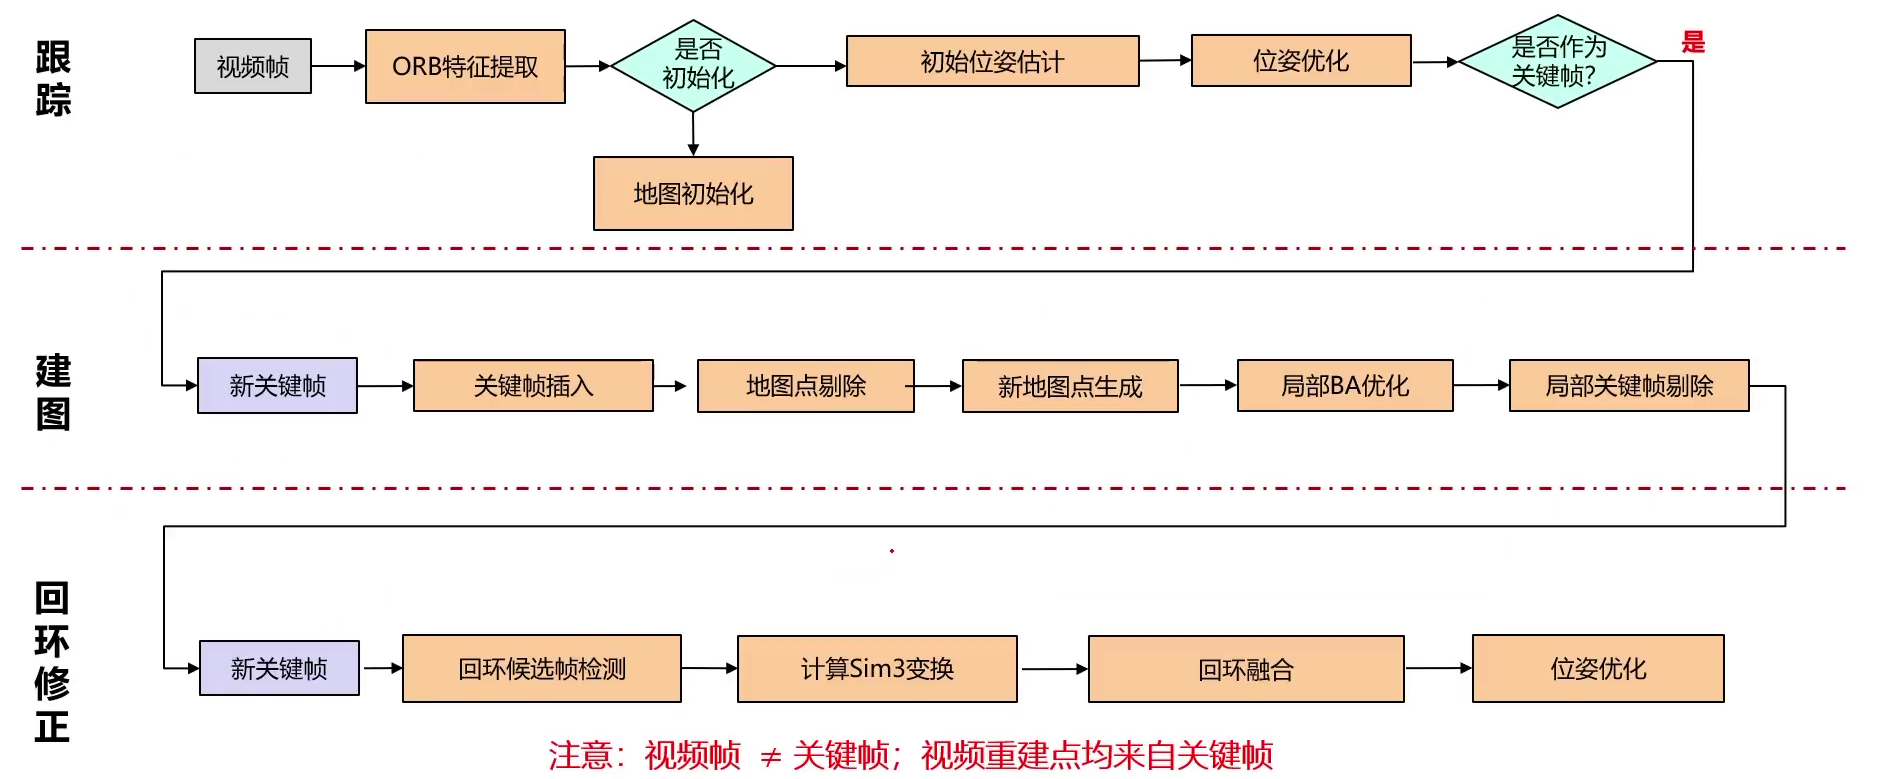 跟踪
视频帧
ORB特征提取
是否
初始化
初始位姿估计
位姿优化
是否作为
关键帧?
是
地图初始化
建图
新关键帧
关键帧插入
地图点剔除
新地图点生成
局部BA优化
局部关键帧剔除
回环修正
新关键帧
回环候选帧检测
计算Sim3变换
回环融合
位姿优化
注意：视频帧 ≠ 关键帧；视频重建点均来自关键帧